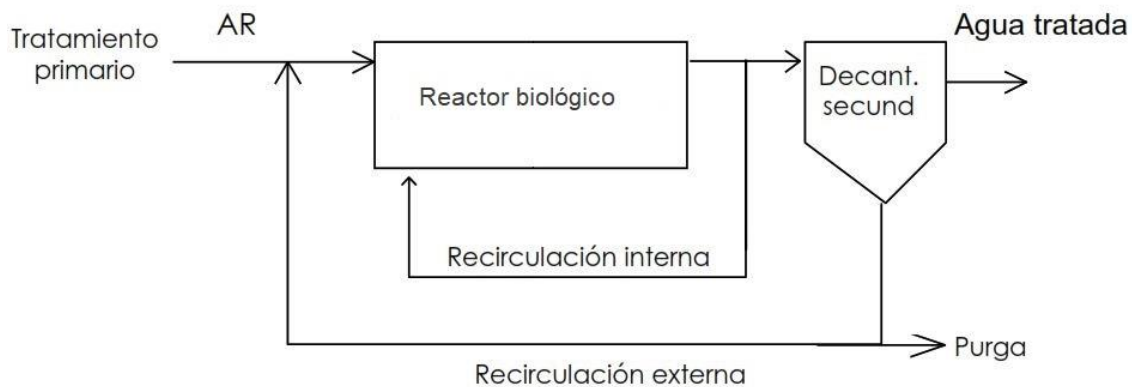 Tratamiento
primario
AR
Reactor biológico
Decant.
secund
Agua tratada
Recirculación interna
Purga
Recirculación externa